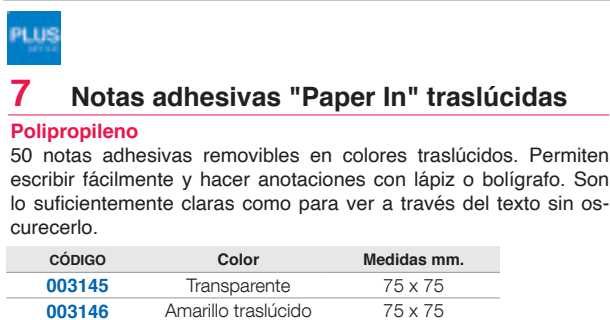 PLUS
office
7 Notas adhesivas "Paper In" traslúcidas
Polipropileno
50 notas adhesivas removibles en colores traslúcidos. Permiten
escribir fácilmente y hacer anotaciones con lápiz o bolígrafo. Son
lo suficientemente claras como para ver a través del texto sin os-
curecerlo.
CÓDIGO Color Medidas mm.
003145 Transparente 75 x 75
003146 Amarillo traslúcido 75 x 75